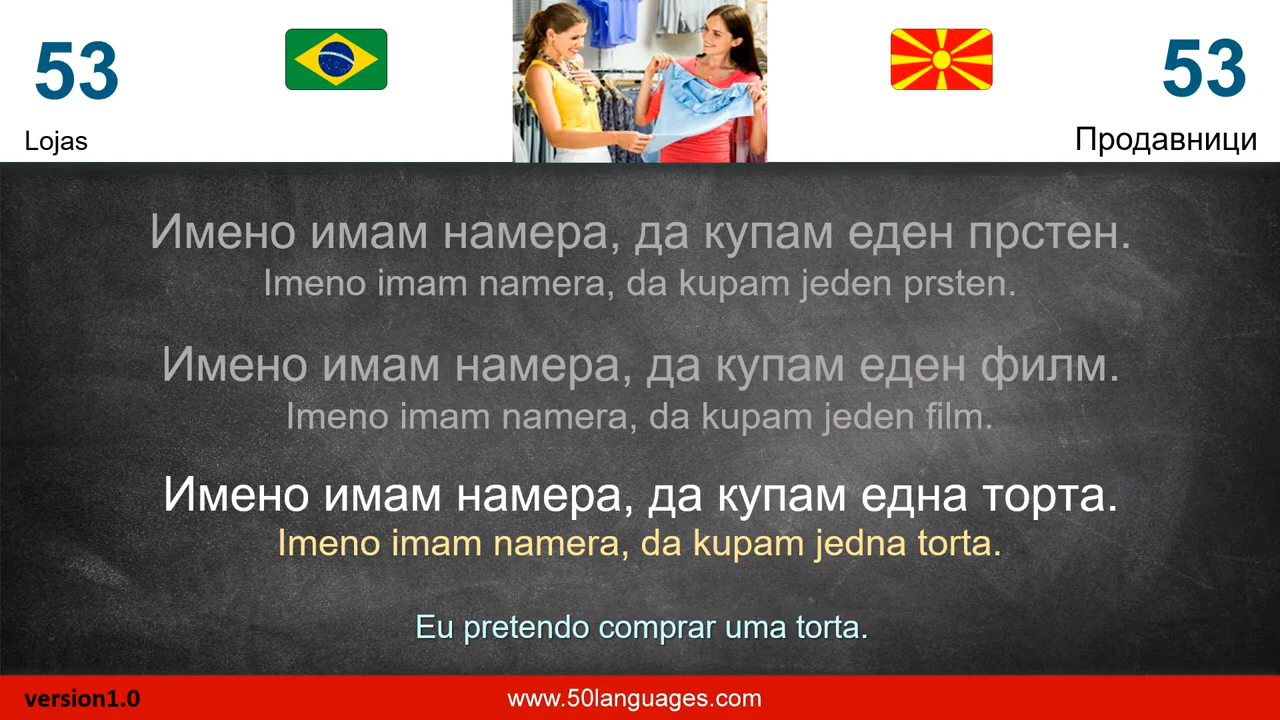 53
53
Lojas
Продавници
Имено имам намера, да купам еден прстен.
Imeno imam namera, da kupam jeden prsten.
Имено имам намера, да купам еден филм.
Imeno imam namera, da kupam jeden film.
Имено имам намера, да купам една торта.
Imeno imam namera, da kupam jedna torta.
Eu pretendo comprar uma torta.
version1.0
www.50languages.com